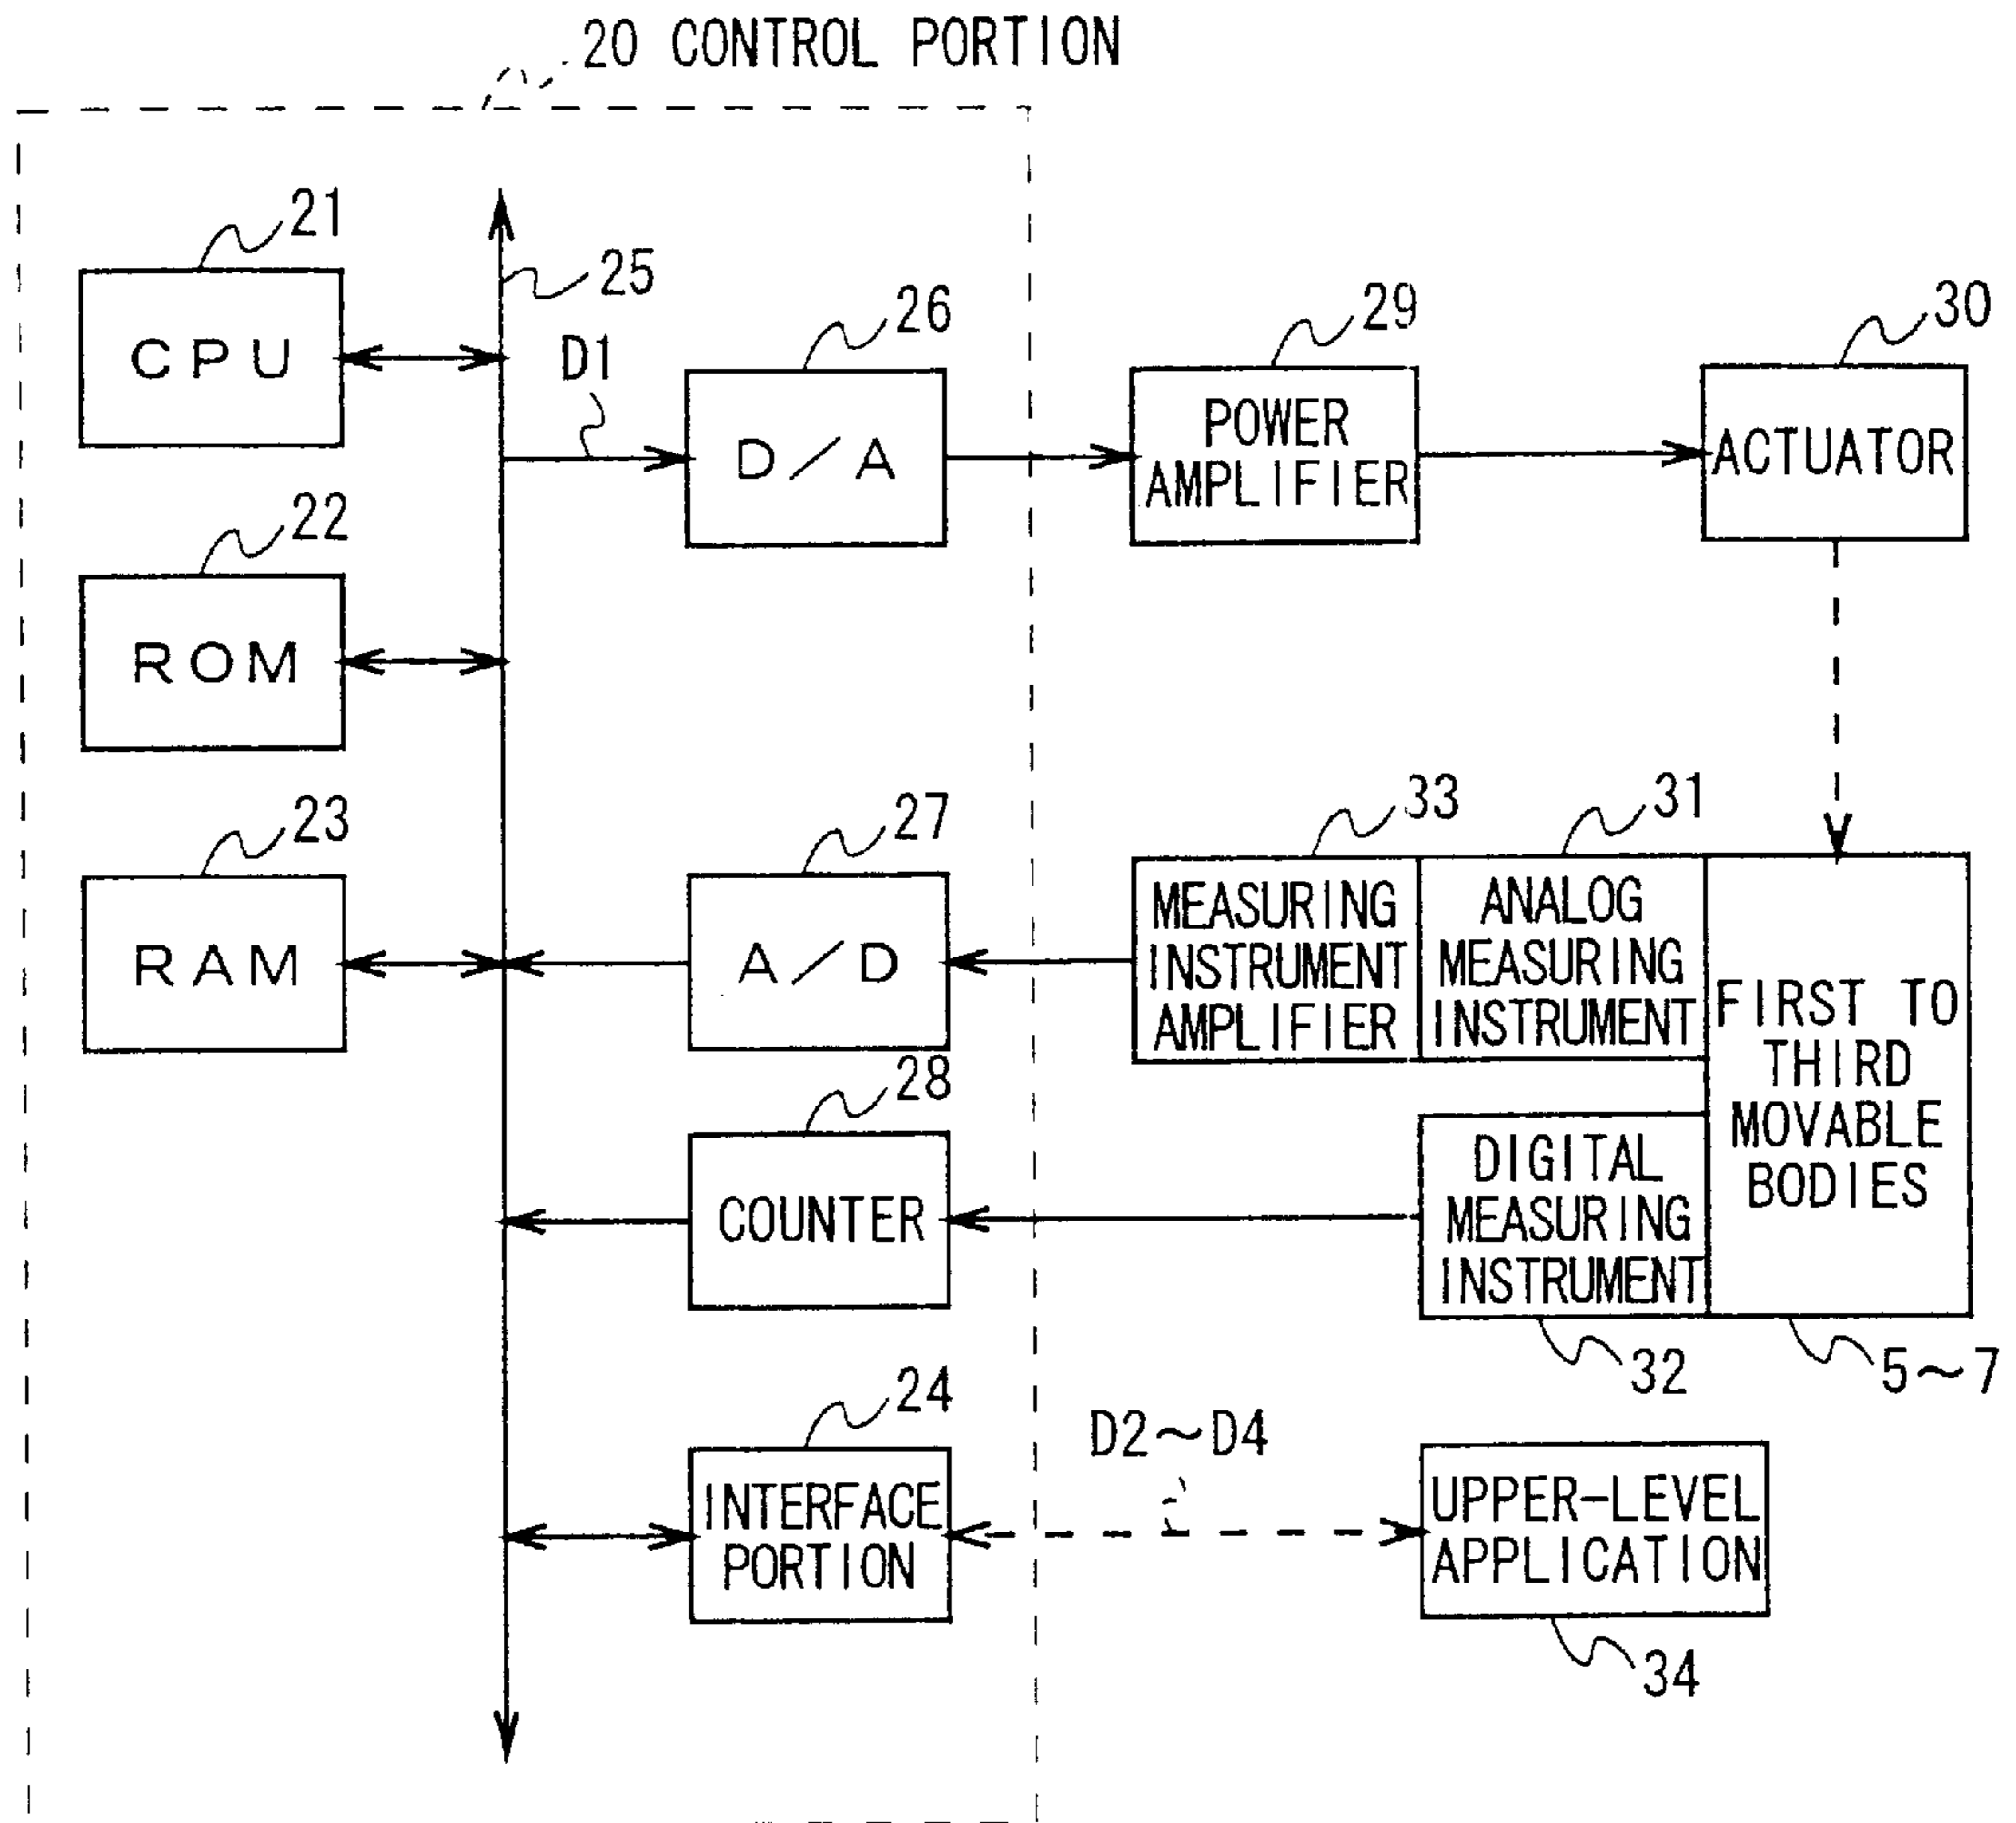 20 CONTROL PORTION
21
CPU
25
D1
26
D/A
29
POWER
AMPLIFIER
30
ACTUATOR
22
ROM
23
RAM
27
A/D
33
MEASURING
INSTRUMENT
AMPLIFIER
31
ANALOG
MEASURING
INSTRUMENT
FIRST TO
THIRD
MOVABLE
BODIES
5~7
28
COUNTER
DIGITAL
MEASURING
INSTRUMENT
32
24
INTERFACE
PORTION
D2~D4
UPPER-LEVEL
APPLICATION
34